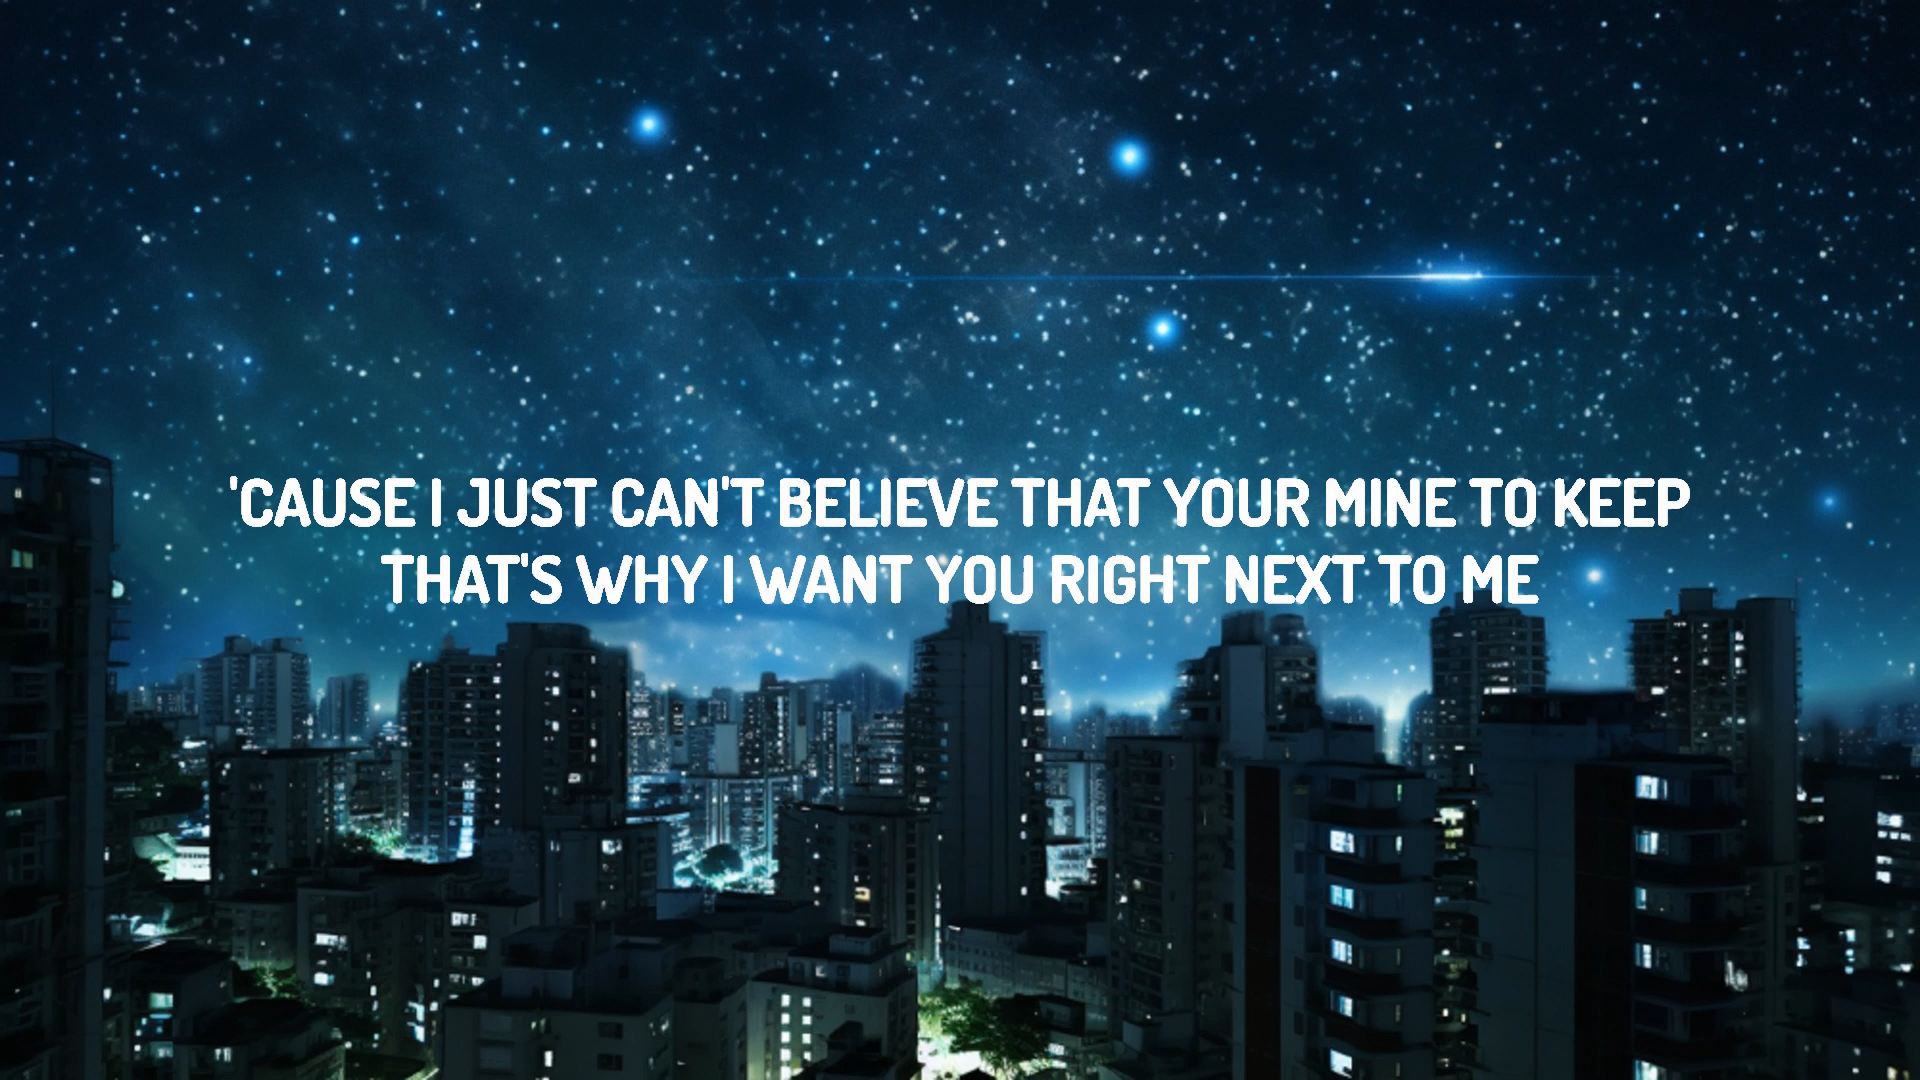 'CAUSE I JUST CAN'T BELIEVE THAT YOUR MINE TO KEEP
THAT'S WHY I WANT YOU RIGHT NEXT TO ME